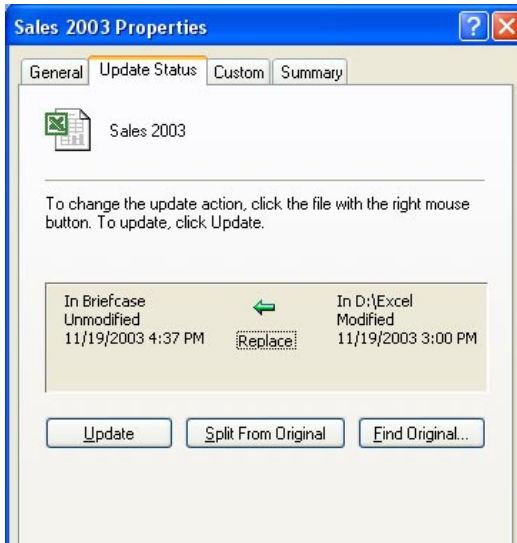 Sales 2003 Properties
General Update Status Custom Summary
Sales 2003
To change the update action, click the file with the right mouse
button. To update, click Update.
In Briefcase
Unmodified
11/19/2003 4:37 PM
Replace
In D:\Excel
Modified
11/19/2003 3:00 PM
Update Split From Original Find Original...